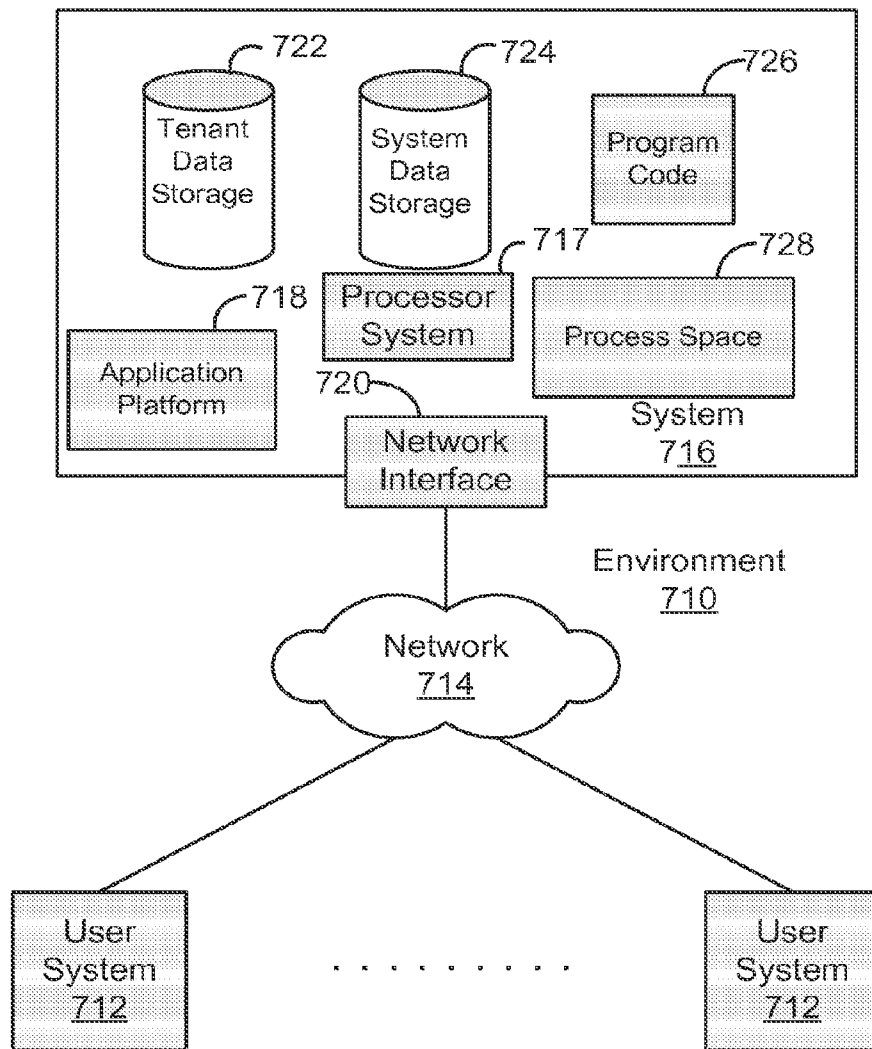 722
724
726
Tenant
Data
Storage
System
Data
Storage
Program
Code
717
728
718
Processor
System
Process Space
Application
Platform
720
System
716
Network
Interface
Environment
710
Network
714
User
System
712
. . . . . . . . .
User
System
712